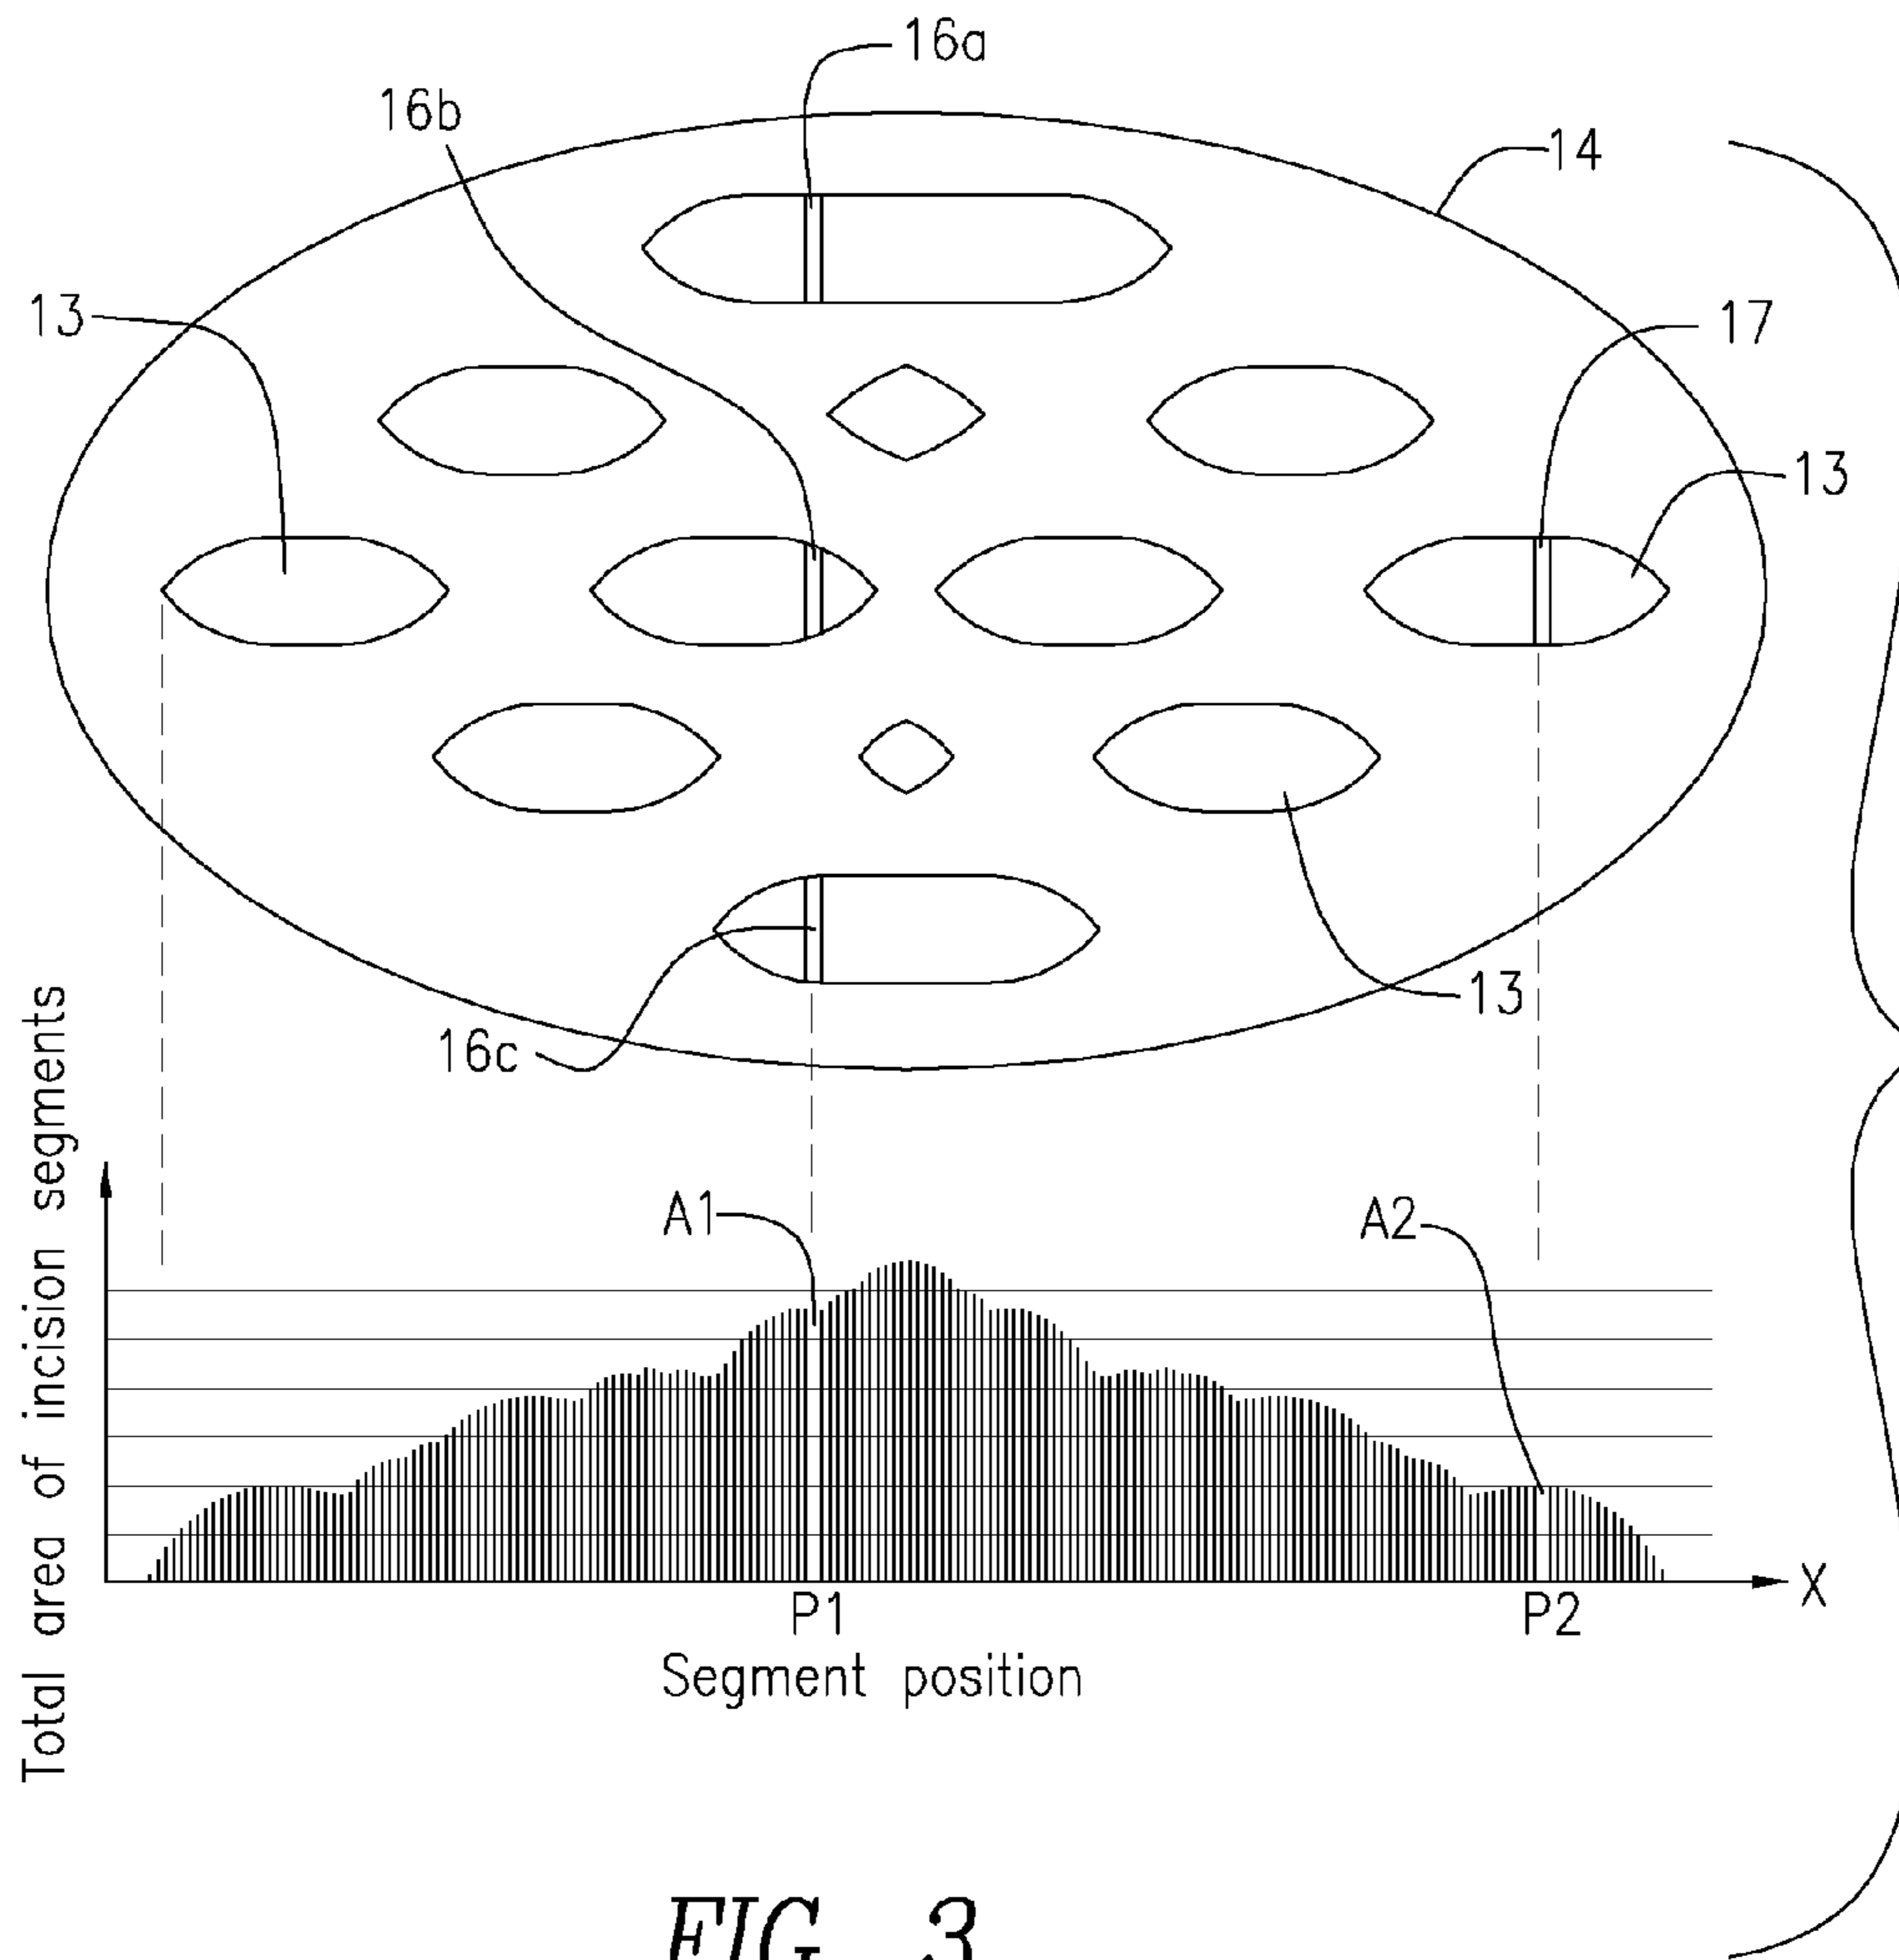 16a
16b
14
13
17
13
13
16c
Total area of incision segments
A1
A2
X
P1
P2
Segment position
FIG. 3